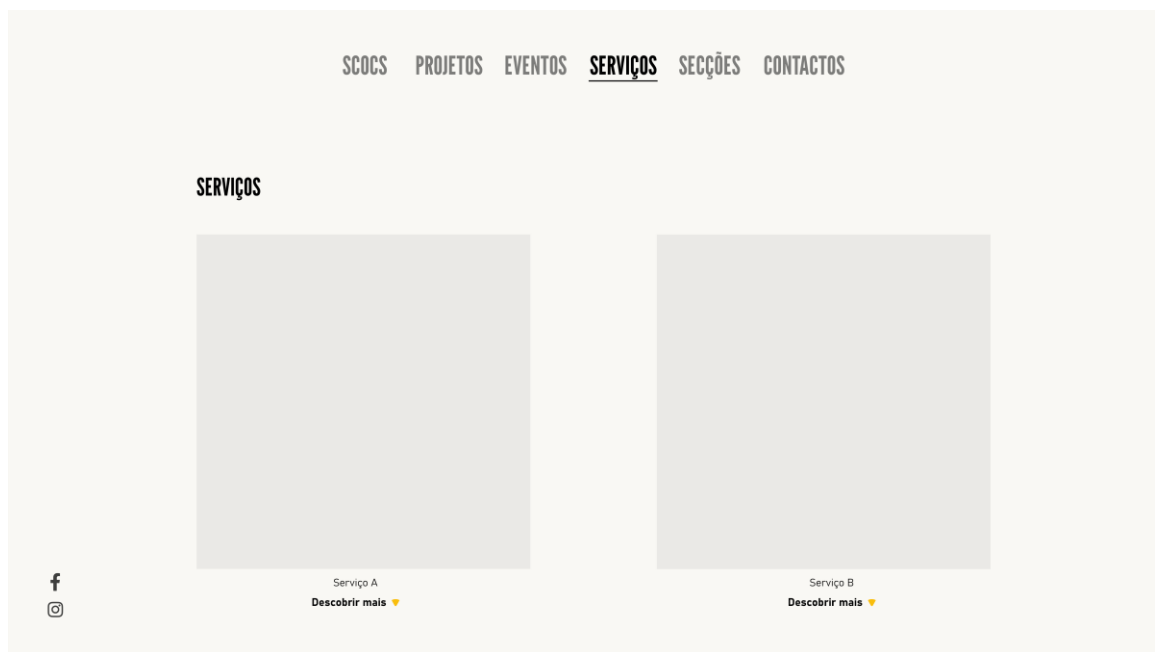 SCOCS PROJETOS EVENTOS SERVIÇOS SECÇÕES CONTACTOS
SERVIÇOS
Serviço A
Descobrir mais
Serviço B
Descobrir mais